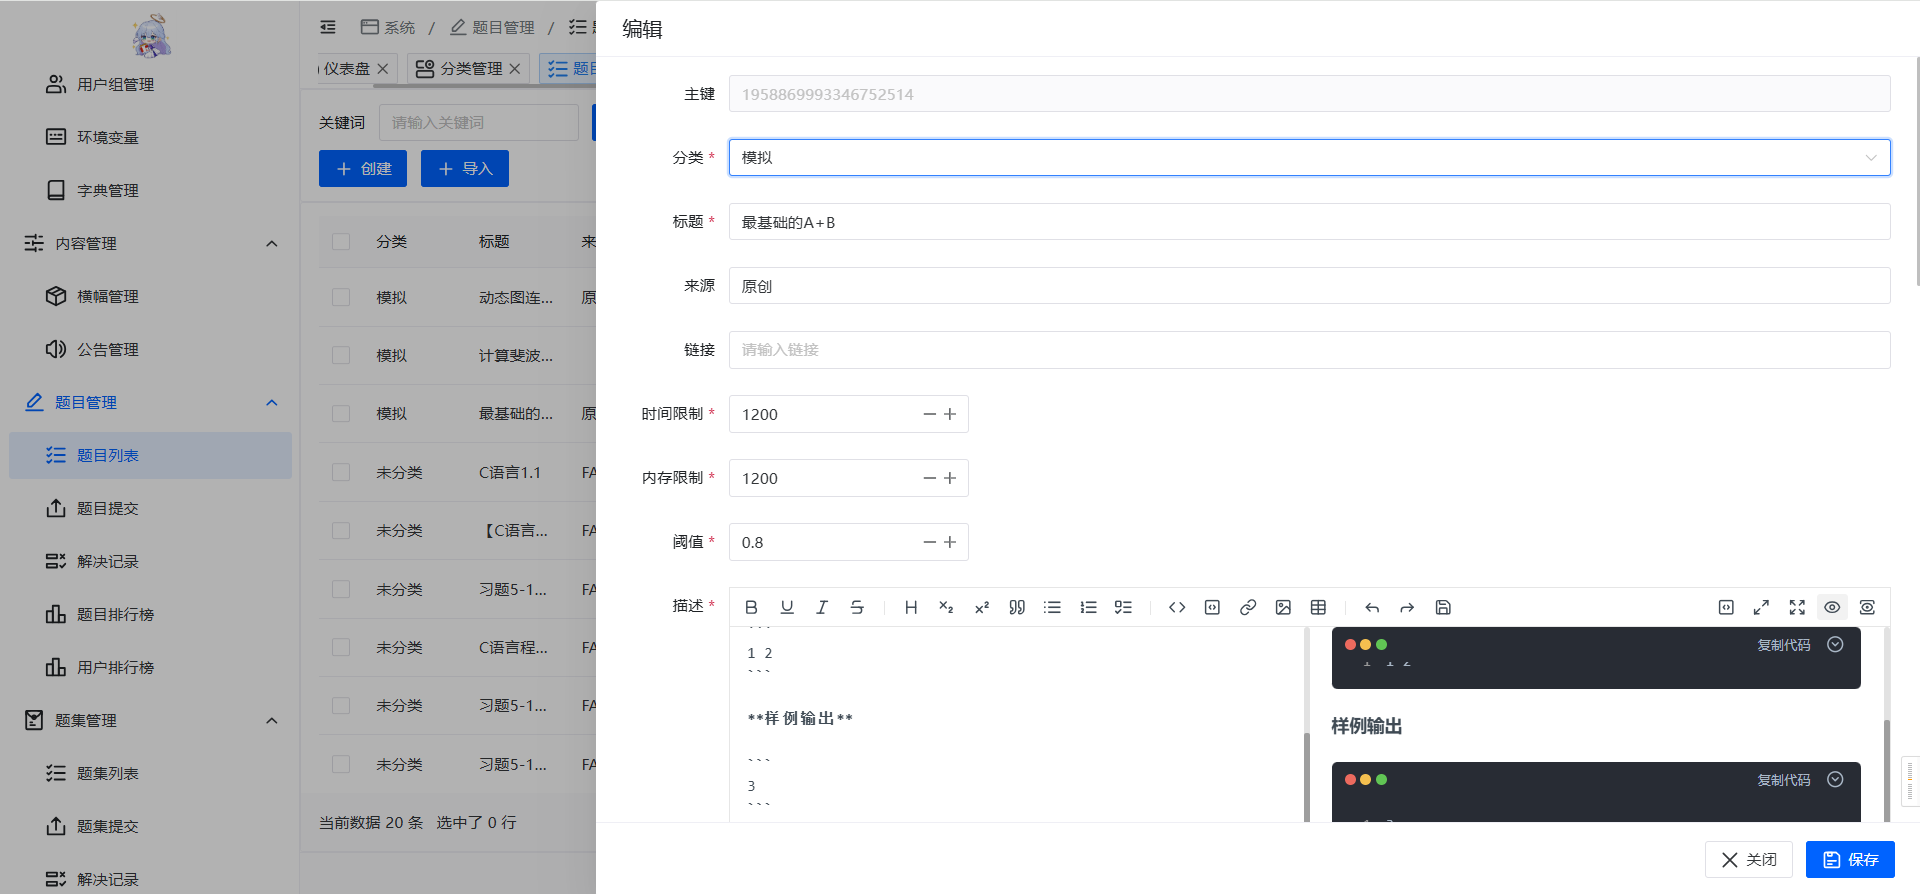 用户组管理
环境变量
字典管理
内容管理
横幅管理
公告管理
题目管理
题目列表
题目提交
解决记录
题目排行榜
用户排行榜
题集管理
题集列表
题集提交
解决记录
系统 / 题目管理 /
仪表盘
分类管理
题目
关键词 请输入关键词
创建
导入
分类 标题 来
模拟 动态图连... 原
模拟 计算斐波...
模拟 最基础的... 原
未分类 C语言1.1 FA
未分类 【C语言... FA
未分类 习题5-1... FA
未分类 C语言程... FA
未分类 习题5-1... FA
未分类 习题5-1... FA
当前数据 20 条 选中了 0 行
编辑
主键 1958869993346752514
分类 * 模拟
标题 * 最基础的A+B
来源 原创
链接 请输入链接
时间限制 * 1200
内存限制 * 1200
阈值 * 0.8
描述 *
```
1 2
```
**样例输出**
```
3
```
复制代码
1 1 2
样例输出
复制代码
关闭
保存